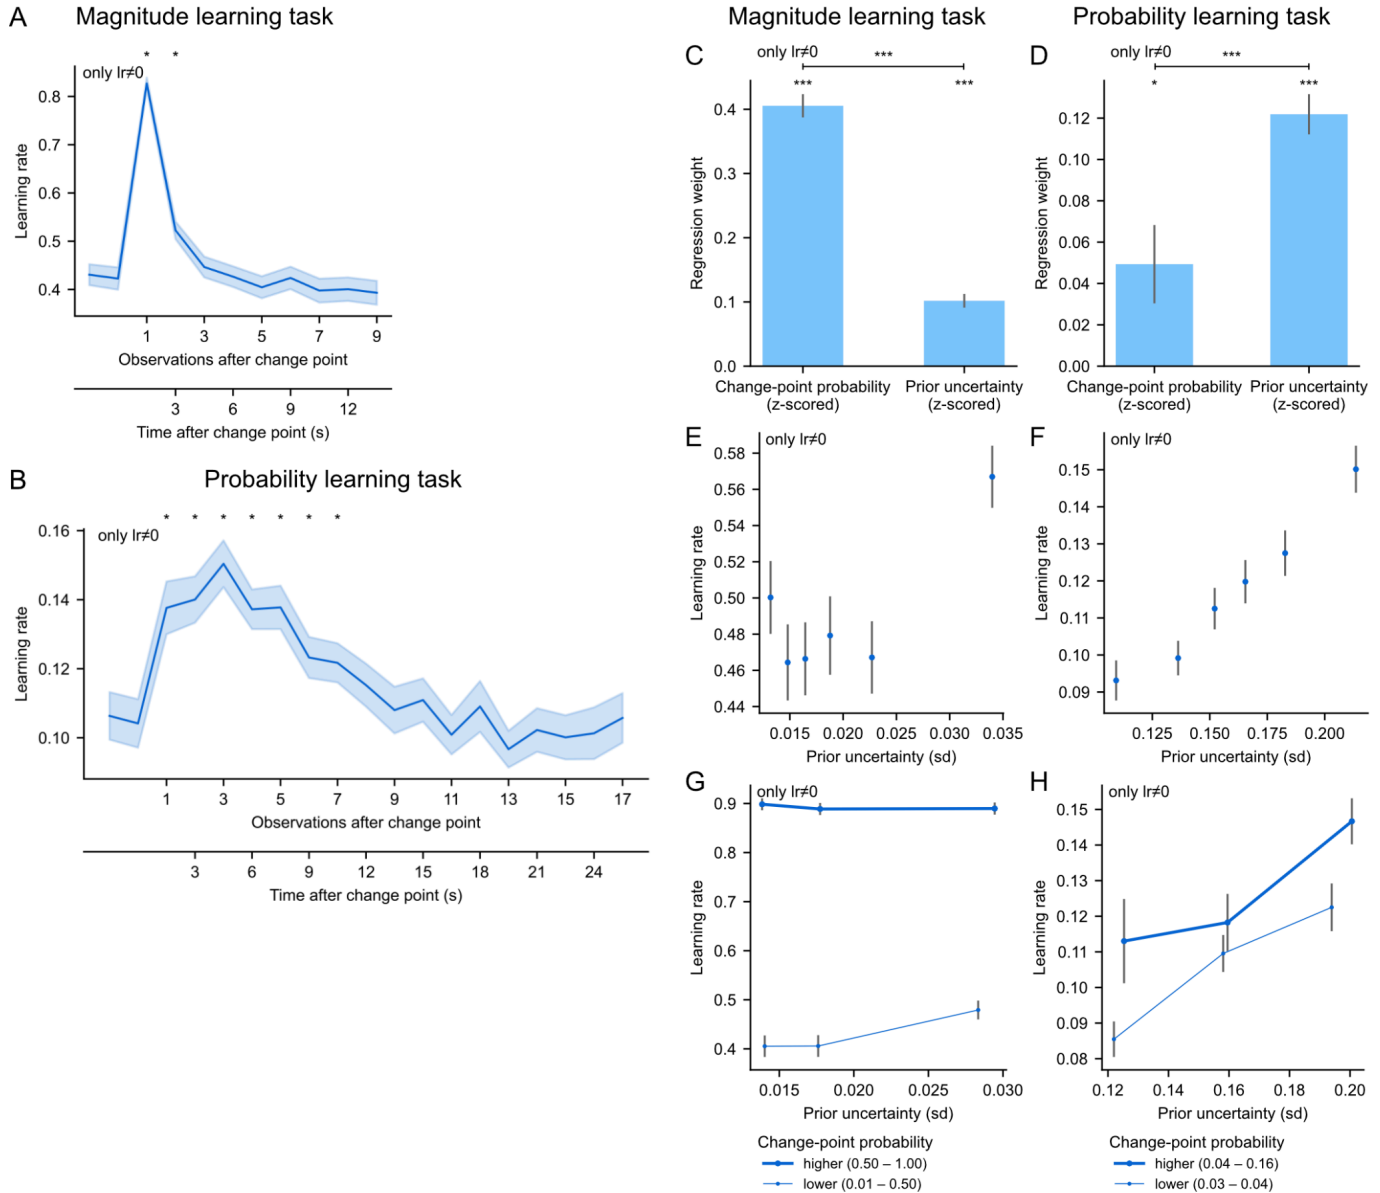 A
Magnitude learning task
* *
only lr≠0
Learning rate
0.8
0.7
0.6
0.5
0.4
1 3 5 7 9
Observations after change point
3 6 9 12
Time after change point (s)
B
Probability learning task
* * * * * * *
only lr≠0
Learning rate
0.16
0.14
0.12
0.10
1 3 5 7 9 11 13 15 17
Observations after change point
3 6 9 12 15 18 21 24
Time after change point (s)
Magnitude learning task
C
only lr≠0
***
*** ***
Regression weight
0.4
0.3
0.2
0.1
0.0
Change-point probability Prior uncertainty
(z-scored) (z-scored)
Probability learning task
D
only lr≠0
***
* ***
Regression weight
0.12
0.10
0.08
0.06
0.04
0.02
0.00
Change-point probability Prior uncertainty
(z-scored) (z-scored)
E
only lr≠0
Learning rate
0.58
0.56
0.54
0.52
0.50
0.48
0.46
0.44
0.015 0.020 0.025 0.030 0.035
Prior uncertainty (sd)
F
only lr≠0
Learning rate
0.15
0.14
0.13
0.12
0.11
0.10
0.09
0.125 0.150 0.175 0.200
Prior uncertainty (sd)
G
only lr≠0
Learning rate
0.9
0.8
0.7
0.6
0.5
0.4
0.015 0.020 0.025 0.030
Prior uncertainty (sd)
Change-point probability
higher (0.50 – 1.00)
lower (0.01 – 0.50)
H
only lr≠0
Learning rate
0.15
0.14
0.13
0.12
0.11
0.10
0.09
0.08
0.12 0.14 0.16 0.18 0.20
Prior uncertainty (sd)
Change-point probability
higher (0.04 – 0.16)
lower (0.03 – 0.04)